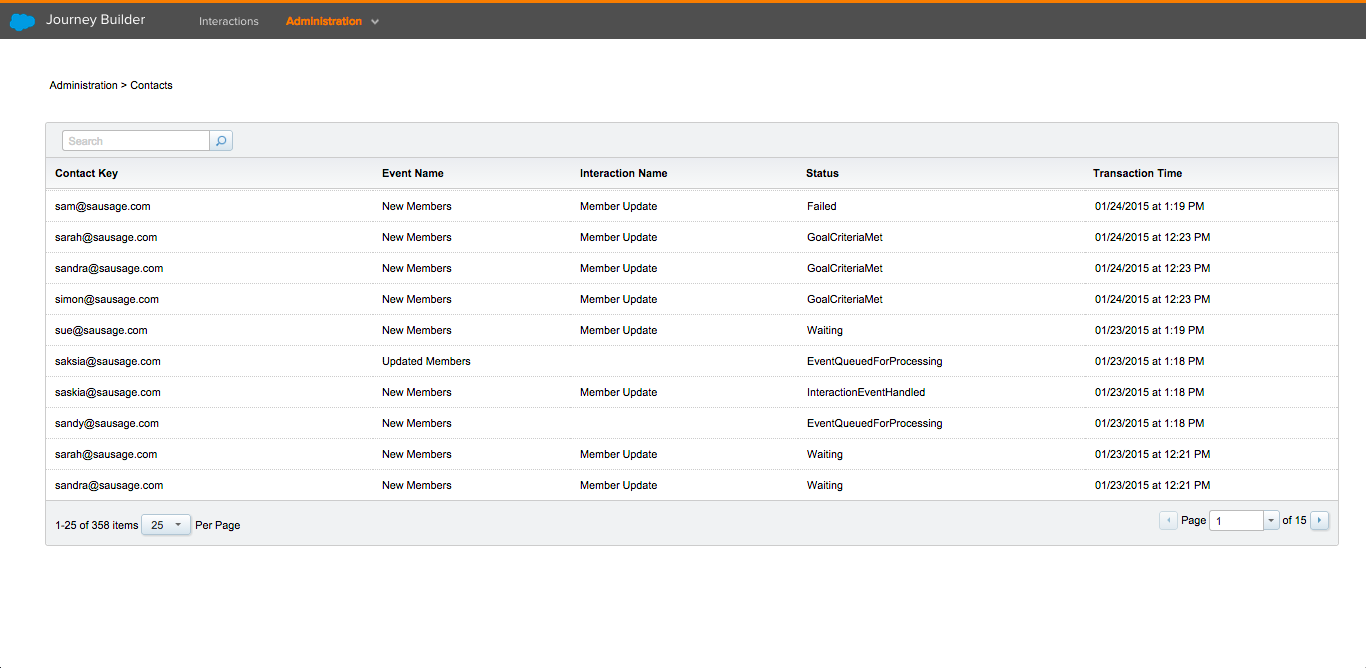 Journey Builder Interactions Administration
Administration > Contacts
Search
Contact Key Event Name Interaction Name Status Transaction Time
sam@sausage.com New Members Member Update Failed 01/24/2015 at 1:19 PM
sarah@sausage.com New Members Member Update GoalCriteriaMet 01/24/2015 at 12:23 PM
sandra@sausage.com New Members Member Update GoalCriteriaMet 01/24/2015 at 12:23 PM
simon@sausage.com New Members Member Update GoalCriteriaMet 01/24/2015 at 12:23 PM
sue@sausage.com New Members Member Update Waiting 01/23/2015 at 1:19 PM
saksia@sausage.com Updated Members EventQueuedForProcessing 01/23/2015 at 1:18 PM
saskia@sausage.com New Members Member Update InteractionEventHandled 01/23/2015 at 1:18 PM
sandy@sausage.com New Members EventQueuedForProcessing 01/23/2015 at 1:18 PM
sarah@sausage.com New Members Member Update Waiting 01/23/2015 at 12:21 PM
sandra@sausage.com New Members Member Update Waiting 01/23/2015 at 12:21 PM
1-25 of 358 items 25 Per Page Page 1 of 15